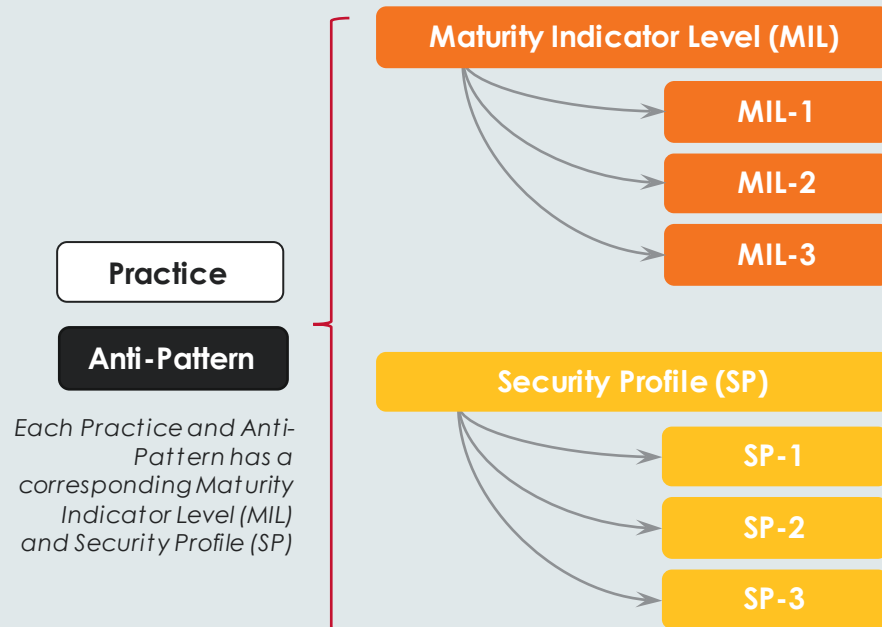 Maturity Indicator Level (MIL)
MIL-1
MIL-2
MIL-3
Practice
Anti-Pattern
Each Practice and Anti-
Pattern has a
corresponding Maturity
Indicator Level (MIL)
and Security Profile (SP)
Security Profile (SP)
SP-1
SP-2
SP-3